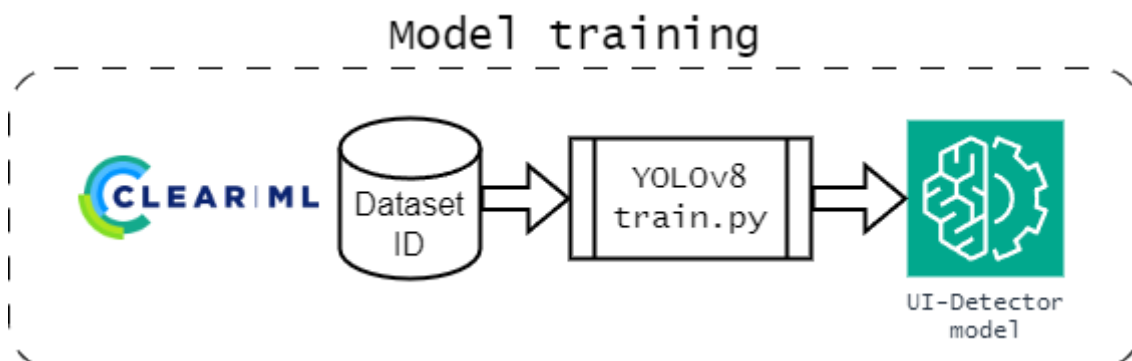 Model training
CLEAR|ML
Dataset
ID
YOLOv8
train.py
UI-Detector
model